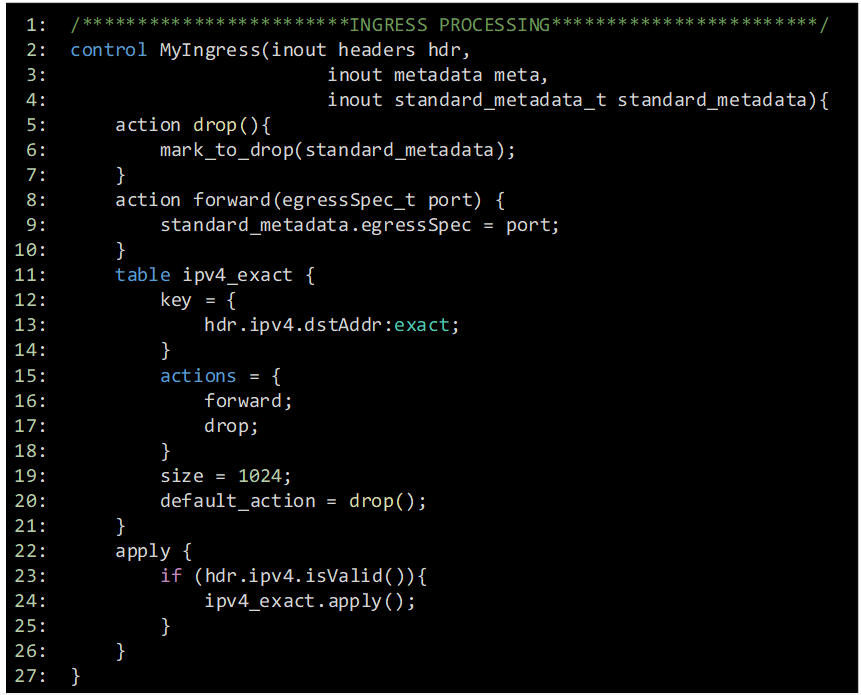 1: /************************INGRESS PROCESSING************************/
2: control MyIngress(inout headers hdr,
3: inout metadata meta,
4: inout standard_metadata_t standard_metadata){
5: action drop(){
6: mark_to_drop(standard_metadata);
7: }
8: action forward(egressSpec_t port) {
9: standard_metadata.egressSpec = port;
10: }
11: table ipv4_exact {
12: key = {
13: hdr.ipv4.dstAddr:exact;
14: }
15: actions = {
16: forward;
17: drop;
18: }
19: size = 1024;
20: default_action = drop();
21: }
22: apply {
23: if (hdr.ipv4.isValid()){
24: ipv4_exact.apply();
25: }
26: }
27: }